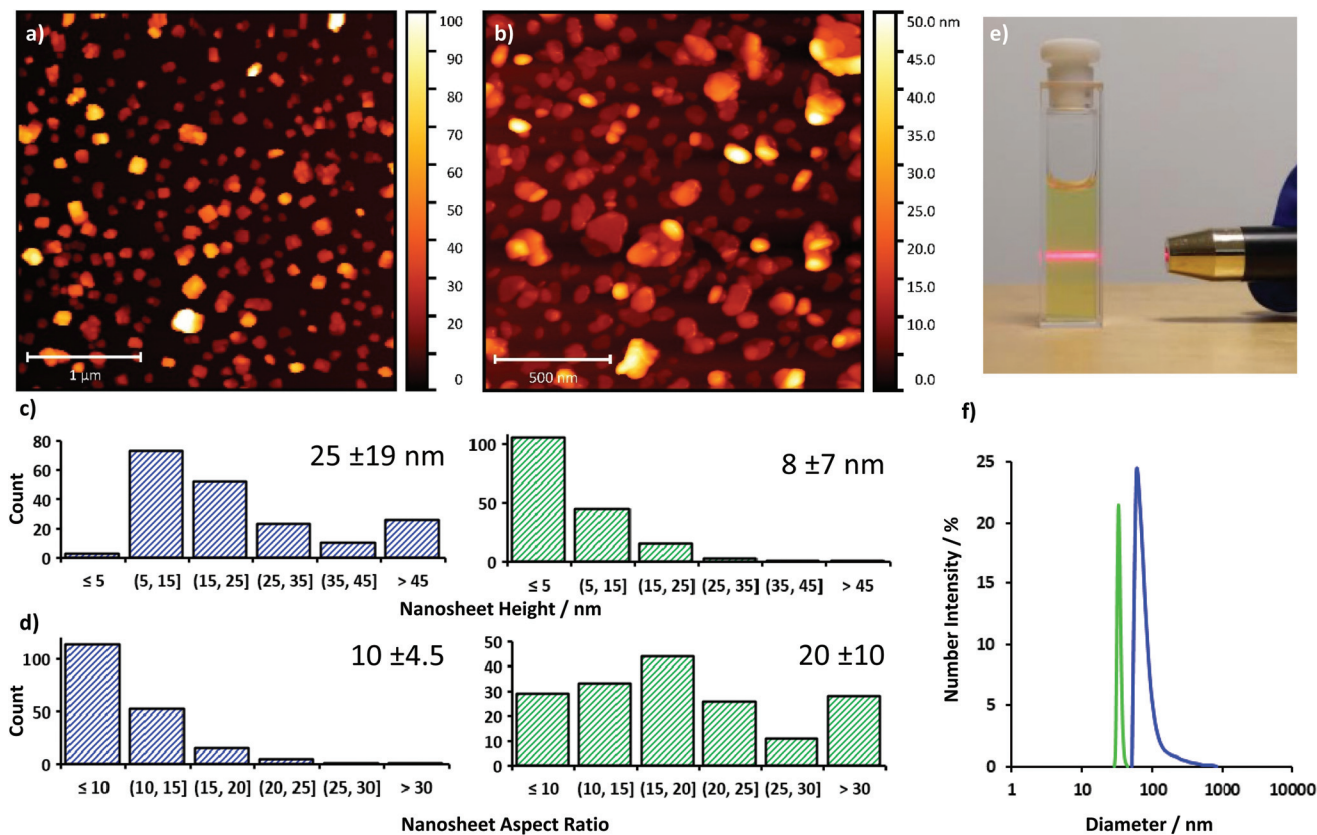 a)
100
90
80
70
60
50
40
30
20
10
0
1 µm
b)
50.0 nm
45.0
40.0
35.0
30.0
25.0
20.0
15.0
10.0
5.0
0.0
500 nm
e)
c)
25 ±19 nm
Count
80
60
40
20
0
≤ 5 (5, 15] (15, 25] (25, 35] (35, 45] > 45
8 ±7 nm
100
50
0
≤ 5 (5, 15] (15, 25] (25, 35] (35, 45] > 45
Nanosheet Height / nm
d)
10 ±4.5
Count
100
50
0
≤ 10 (10, 15] (15, 20] (20, 25] (25, 30] > 30
20 ±10
50
40
30
20
10
0
≤ 10 (10, 15] (15, 20] (20, 25] (25, 30] > 30
Nanosheet Aspect Ratio
f)
Number Intensity / %
25
20
15
10
5
0
1 10 100 1000 10000
Diameter / nm